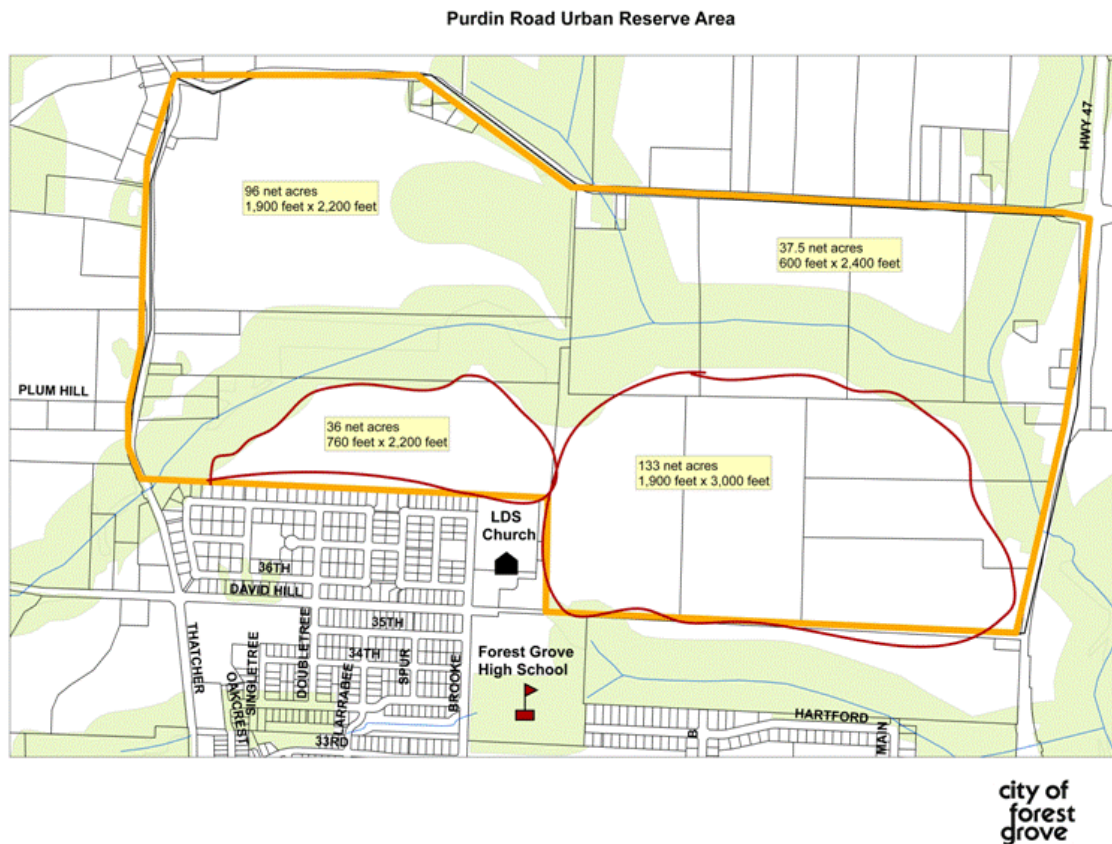 Purdin Road Urban Reserve Area
HWY 47
96 net acres
1,900 feet x 2,200 feet
37.5 net acres
600 feet x 2,400 feet
PLUM HILL
36 net acres
760 feet x 2,200 feet
133 net acres
1,900 feet x 3,000 feet
LDS
Church
36TH
DAVID HILL
35TH
34TH
THATCHER
SINGLETREE
DOUBLETREE
OAKCREST
LARRABEE
SPUR
BROOKE
33RD
Forest Grove
High School
HARTFORD
B
MAIN
city of
forest
grove